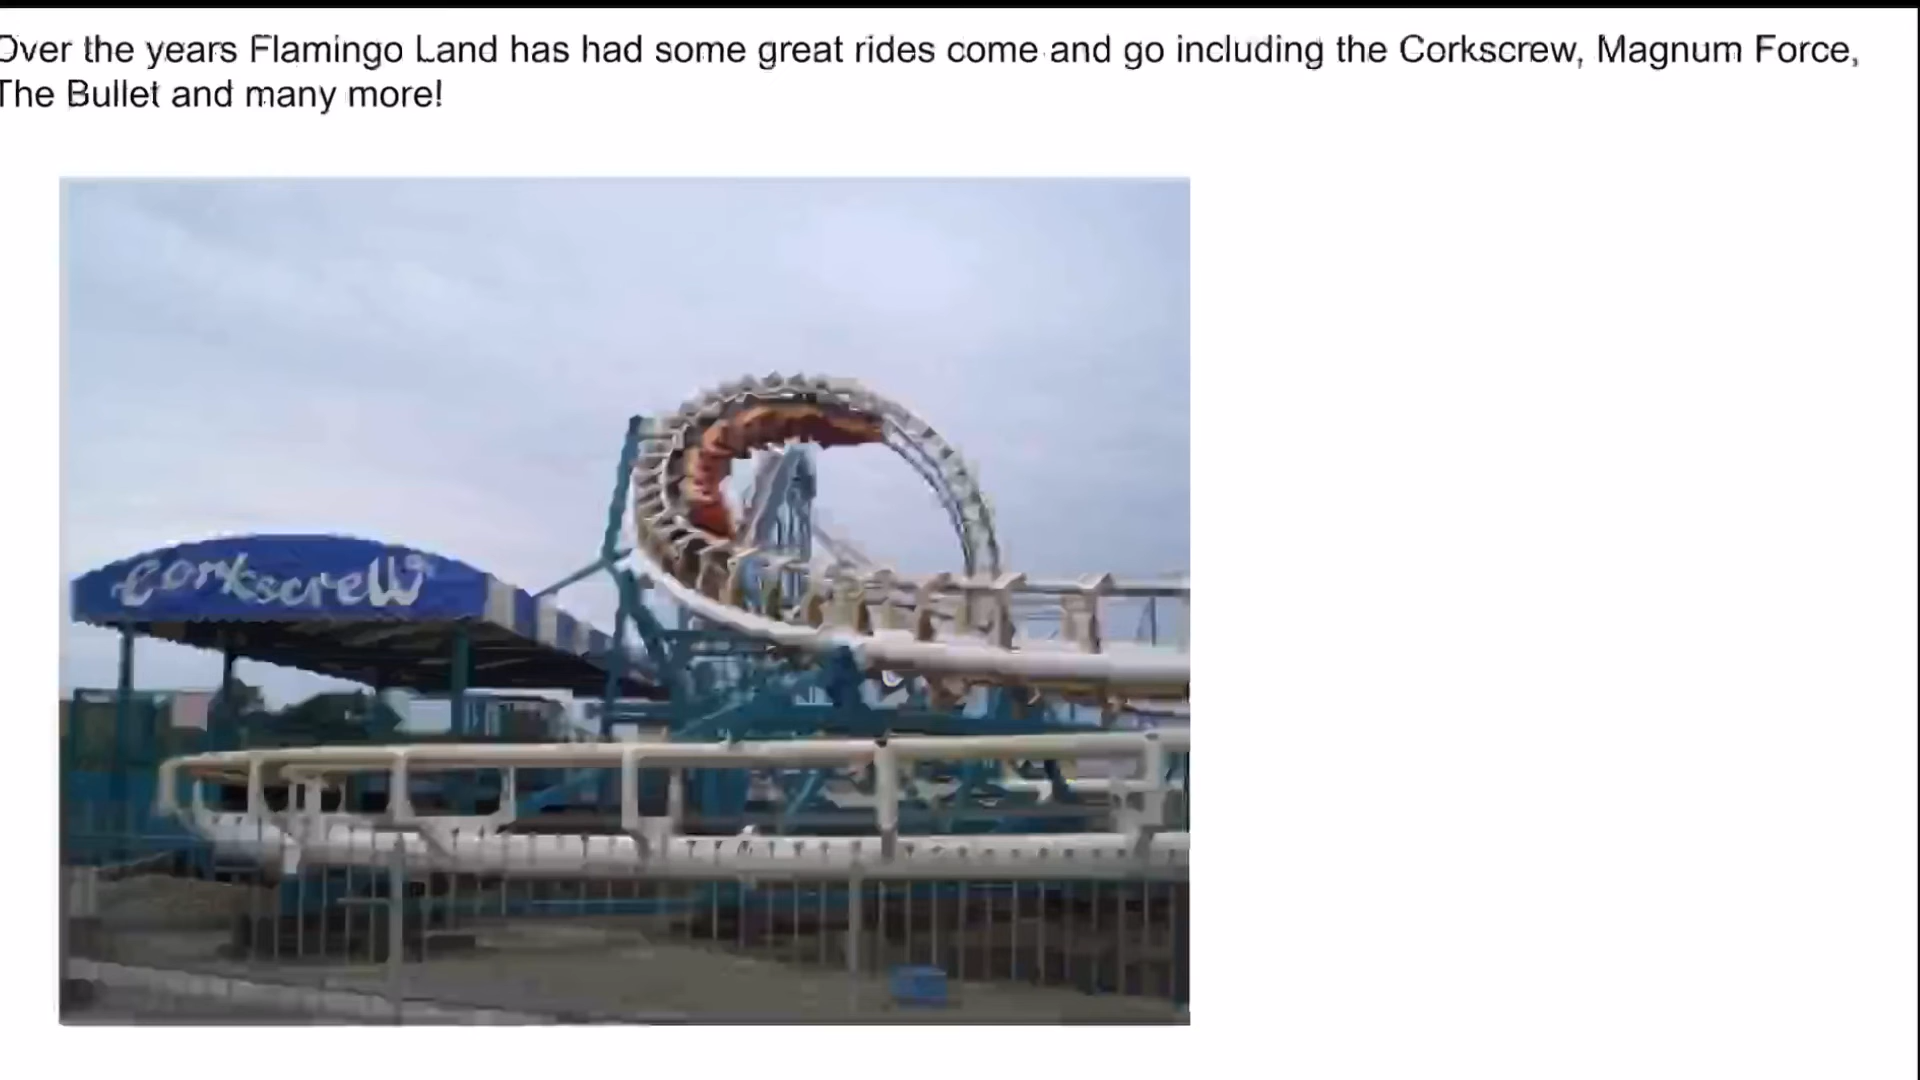 Over the years Flamingo Land has had some great rides come and go including the Corkscrew, Magnum Force,
The Bullet and many more!
Corkscrew